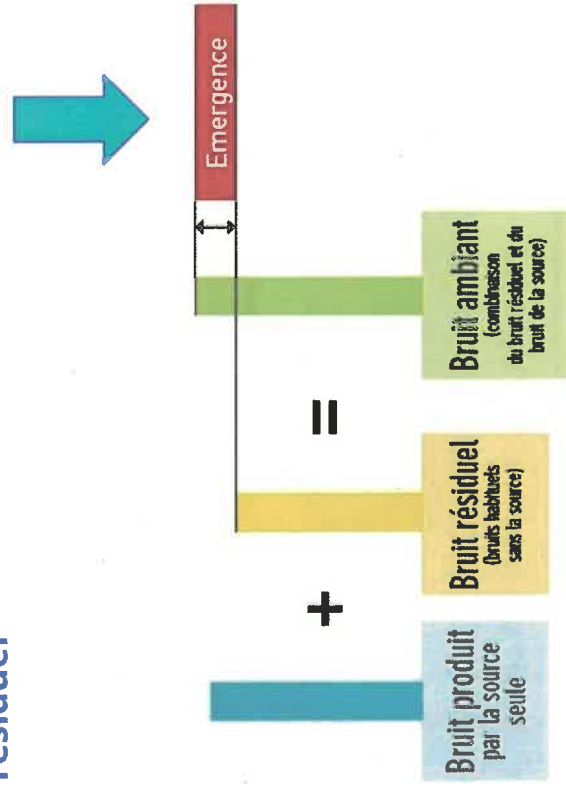 résiduel
Emergence
Bruit produit
par la source
seule
+
Bruit résiduel
(bruits habituels
sans la source)
=
Bruit ambiant
(combinaison
du bruit résiduel et du
bruit de la source)